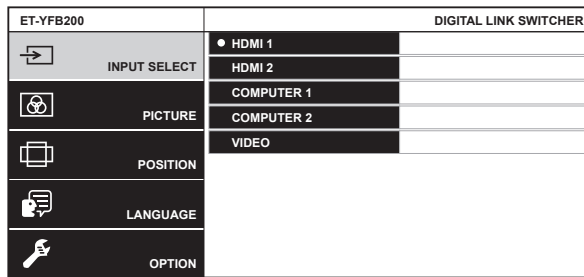 ET-YFB200
DIGITAL LINK SWITCHER
INPUT SELECT
PICTURE
POSITION
LANGUAGE
OPTION
HDMI 1
HDMI 2
COMPUTER 1
COMPUTER 2
VIDEO